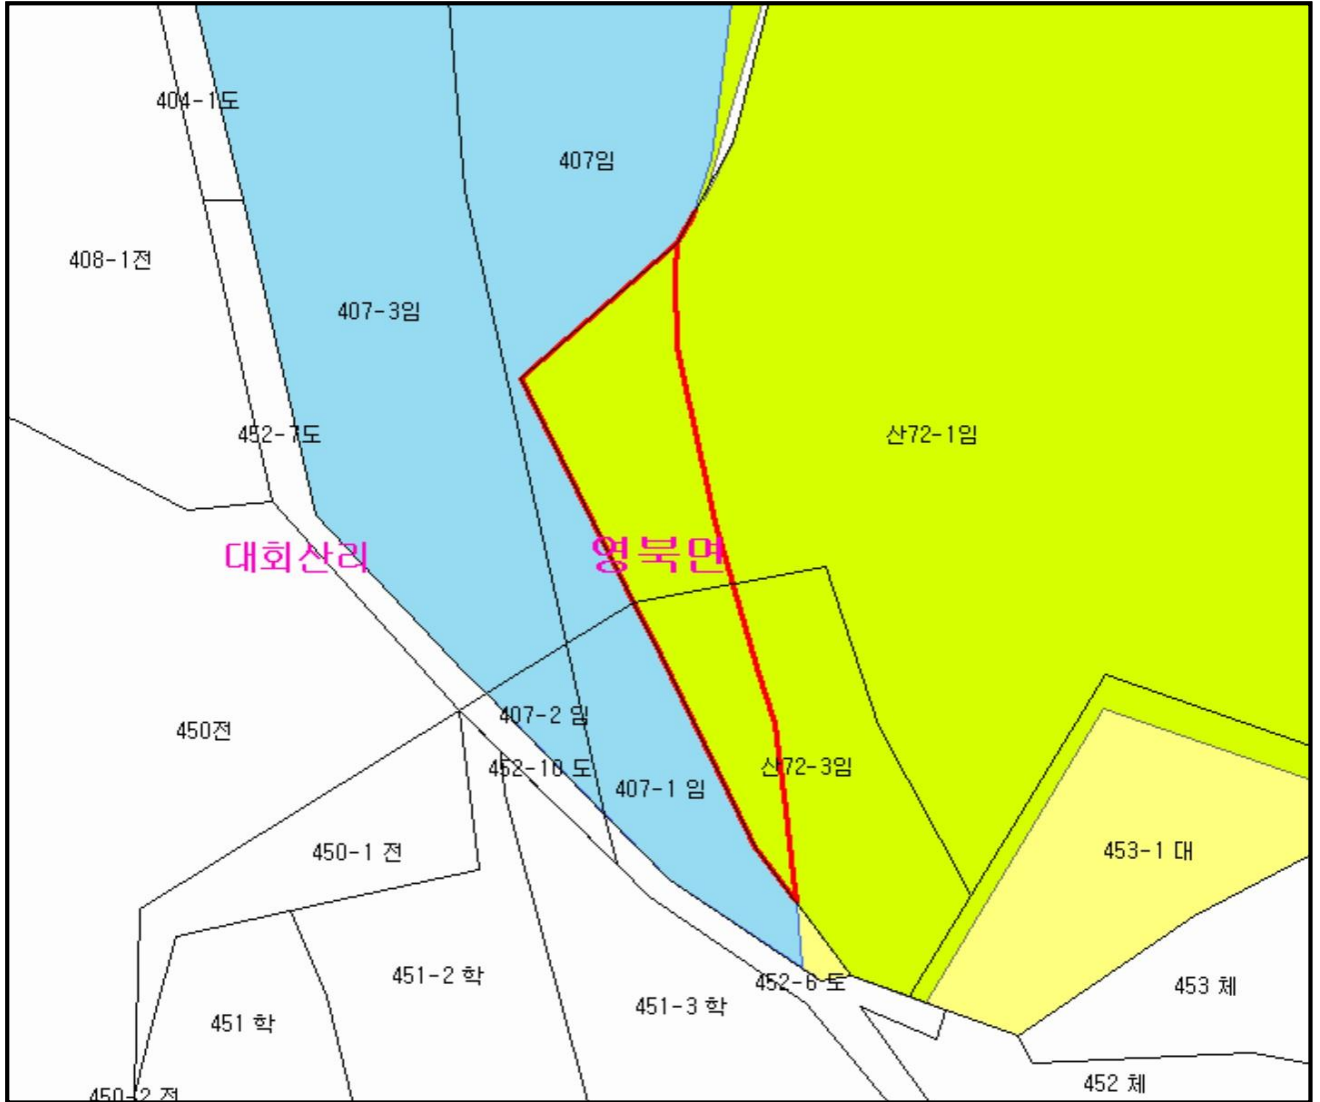 404-1도
407임
408-1전
407-3임
452-7도
산72-1임
대회산리
영북면
407-2 임
450전
452-10 도
산72-3임
407-1 임
450-1 전
453-1 대
451-2 학
452-6 도
453 체
451-3 학
451 학
452 체
450-2 전